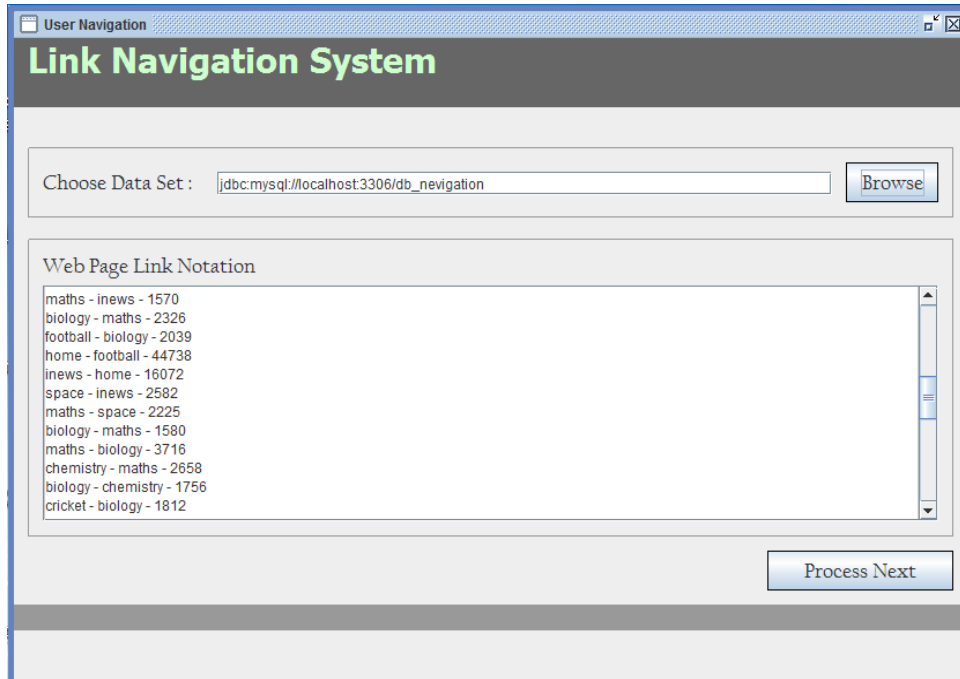 User Navigation
Link Navigation System
Choose Data Set :
jdbc:mysql://localhost:3306/db_nevigation
Browse
Web Page Link Notation
maths - inews - 1570
biology - maths - 2326
football - biology - 2039
home - football - 44738
inews - home - 16072
space - inews - 2582
maths - space - 2225
biology - maths - 1580
maths - biology - 3716
chemistry - maths - 2658
biology - chemistry - 1756
cricket - biology - 1812
Process Next